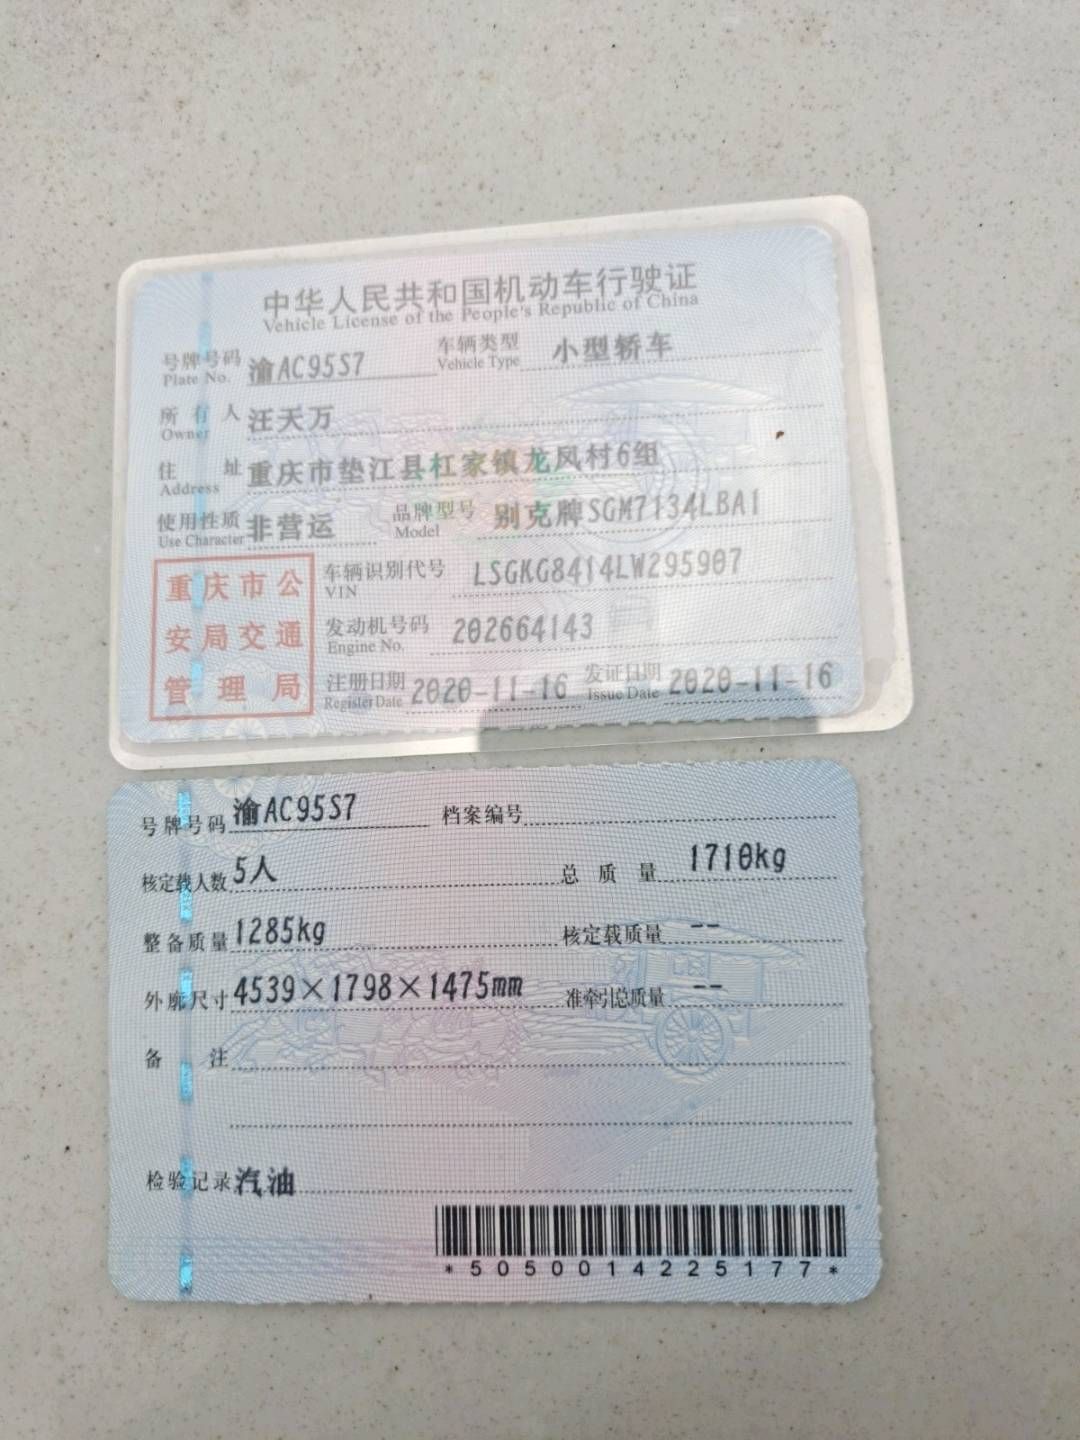 中华人民共和国机动车行驶证
Vehicle License of the People's Republic of China
号牌号码 渝AC95S7 车辆类型 小型轿车
Plate No. Vehicle Type
所有人 汪天万
Owner
住址 重庆市垫江县杠家镇龙凤村6组
Address
使用性质 非营运 品牌型号 别克牌SGM7134LBA1
Use Character Model
重庆市公
安局交通
管理局
车辆识别代号 LSGKG8414LW295907
VIN
发动机号码 202664143
Engine No.
注册日期 2020-11-16 发证日期 2020-11-16
Register Date Issue Date
号牌号码 渝AC95S7 档案编号
核定载人数 5人 总质量 1710kg
整备质量 1285kg 核定载质量 --
外廓尺寸 4539×1798×1475mm 准牵引总质量 --
备注
检验记录 汽油
*5050014225177*